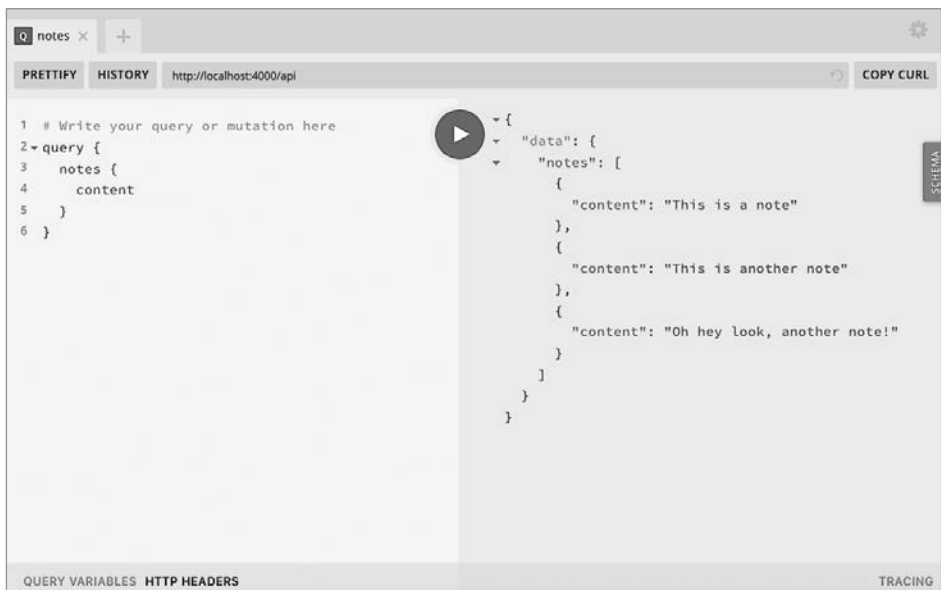 Q notes ×
+
PRETTIFY HISTORY http://localhost:4000/api COPY CURL
1 # Write your query or mutation here
2 query {
3 notes {
4 content
5 }
6 }
{
"data": {
"notes": [
{
"content": "This is a note"
},
{
"content": "This is another note"
},
{
"content": "Oh hey look, another note!"
}
]
}
}
SCHEMA
QUERY VARIABLES HTTP HEADERS
TRACING